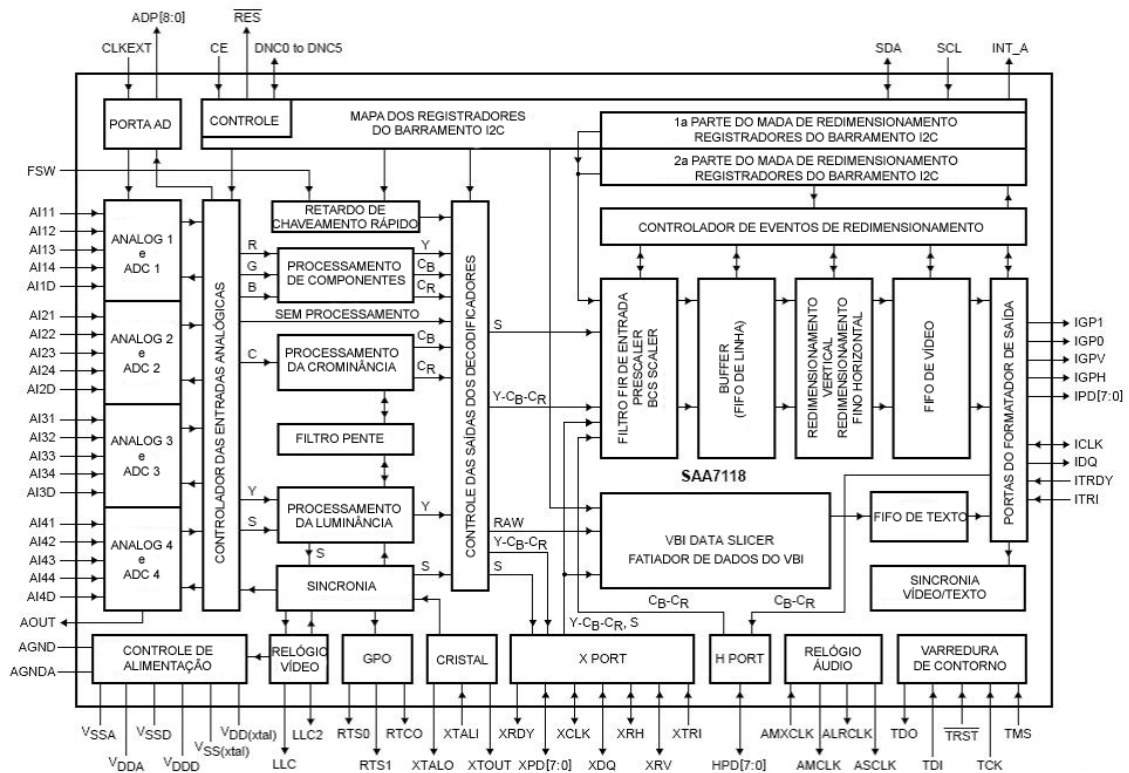 ADP[8:0]
RES
CLKEXT
CE
DNC0 to DNC5
SDA
SCL
INT_A
PORTA AD
CONTROLE
MAPA DOS REGISTRADORES
DO BARRAMENTO I2C
1a PARTE DO MADA DE REDIMENSIONAMENTO
REGISTRADORES DO BARRAMENTO I2C
2a PARTE DO MADA DE REDIMENSIONAMENTO
REGISTRADORES DO BARRAMENTO I2C
FSW
RETARDO DE
CHAVEAMENTO RÁPIDO
CONTROLADOR DE EVENTOS DE REDIMENSIONAMENTO
AI11
AI12
AI13
AI14
AI1D
ANALOG 1
e
ADC 1
AI21
AI22
AI23
AI24
AI2D
ANALOG 2
e
ADC 2
AI31
AI32
AI33
AI34
AI3D
ANALOG 3
e
ADC 3
AI41
AI42
AI43
AI44
AI4D
ANALOG 4
e
ADC 4
AOUT
AGND
AGNDA
CONTROLADOR DAS ENTRADAS ANALÓGICAS
R
G
B
PROCESSAMENTO
DE COMPONENTES
Y
CB
CR
SEM PROCESSAMENTO
C
PROCESSAMENTO
DA CROMINÂNCIA
CB
CR
FILTRO PENTE
Y
S
PROCESSAMENTO
DA LUMINÂNCIA
Y
S
SINCRONIA
S
CONTROLE DAS SAÍDAS DOS DECODIFICADORES
S
Y-CB-CR
RAW
Y-CB-CR
S
FILTRO FIR DE ENTRADA
PRESCALER
BCS SCALER
BUFFER
(FIFO DE LINHA)
REDIMISIONAMENTO
VERTICAL
REDIMISIONAMENTO
FINO HORIZONTAL
FIFO DE VÍDEO
PORTAS DO FORMATADOR DE SAÍDA
SAA7118
VBI DATA SLICER
FATIADOR DE DADOS DO VBI
FIFO DE TEXTO
SINCRONIA
VÍDEO/TEXTO
CB-CR
CB-CR
Y-CB-CR, S
IGP1
IGP0
IGPV
IGPH
IPD[7:0]
ICLK
IDQ
ITRDY
ITRI
CONTROLE DE
ALIMENTAÇÃO
RELÓGIO
VÍDEO
GPO
CRISTAL
X PORT
H PORT
RELÓGIO
ÁUDIO
VARREDURA
DE CONTORNO
VSSA
VDDA
VSSD
VDDD
VSS(xtal)
VDD(xtal)
LLC
LLC2
RTS0
RTS1
RTCO
XTALO
XTALI
XTOUT
XRDY
XPD[7:0]
XCLK
XDQ
XRH
XRV
XTRI
HPD[7:0]
AMXCLK
AMCLK
ALRCLK
ASCLK
TDO
TDI
TRST
TCK
TMS